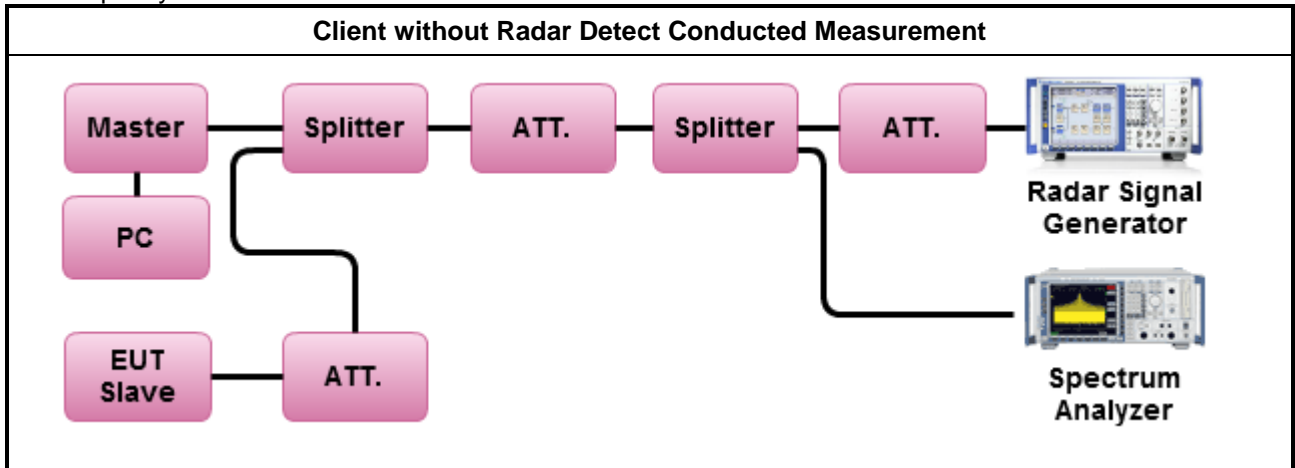 Client without Radar Detect Conducted Measurement
Master
Splitter
ATT.
Splitter
ATT.
Radar Signal
Generator
PC
EUT
Slave
ATT.
Spectrum
Analyzer